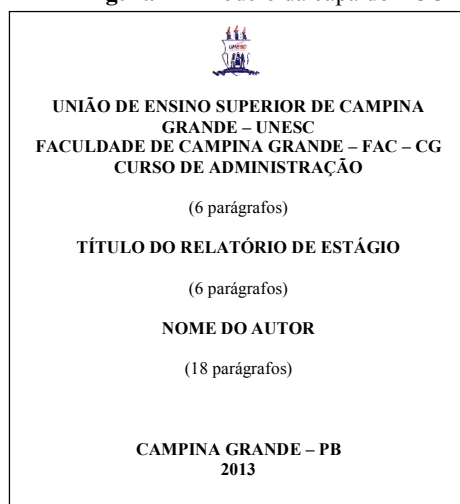 UNESC
UNIÃO DE ENSINO SUPERIOR DE CAMPINA
GRANDE – UNESC
FACULDADE DE CAMPINA GRANDE – FAC – CG
CURSO DE ADMINISTRAÇÃO
(6 parágrafos)
TÍTULO DO RELATÓRIO DE ESTÁGIO
(6 parágrafos)
NOME DO AUTOR
(18 parágrafos)
CAMPINA GRANDE – PB
2013